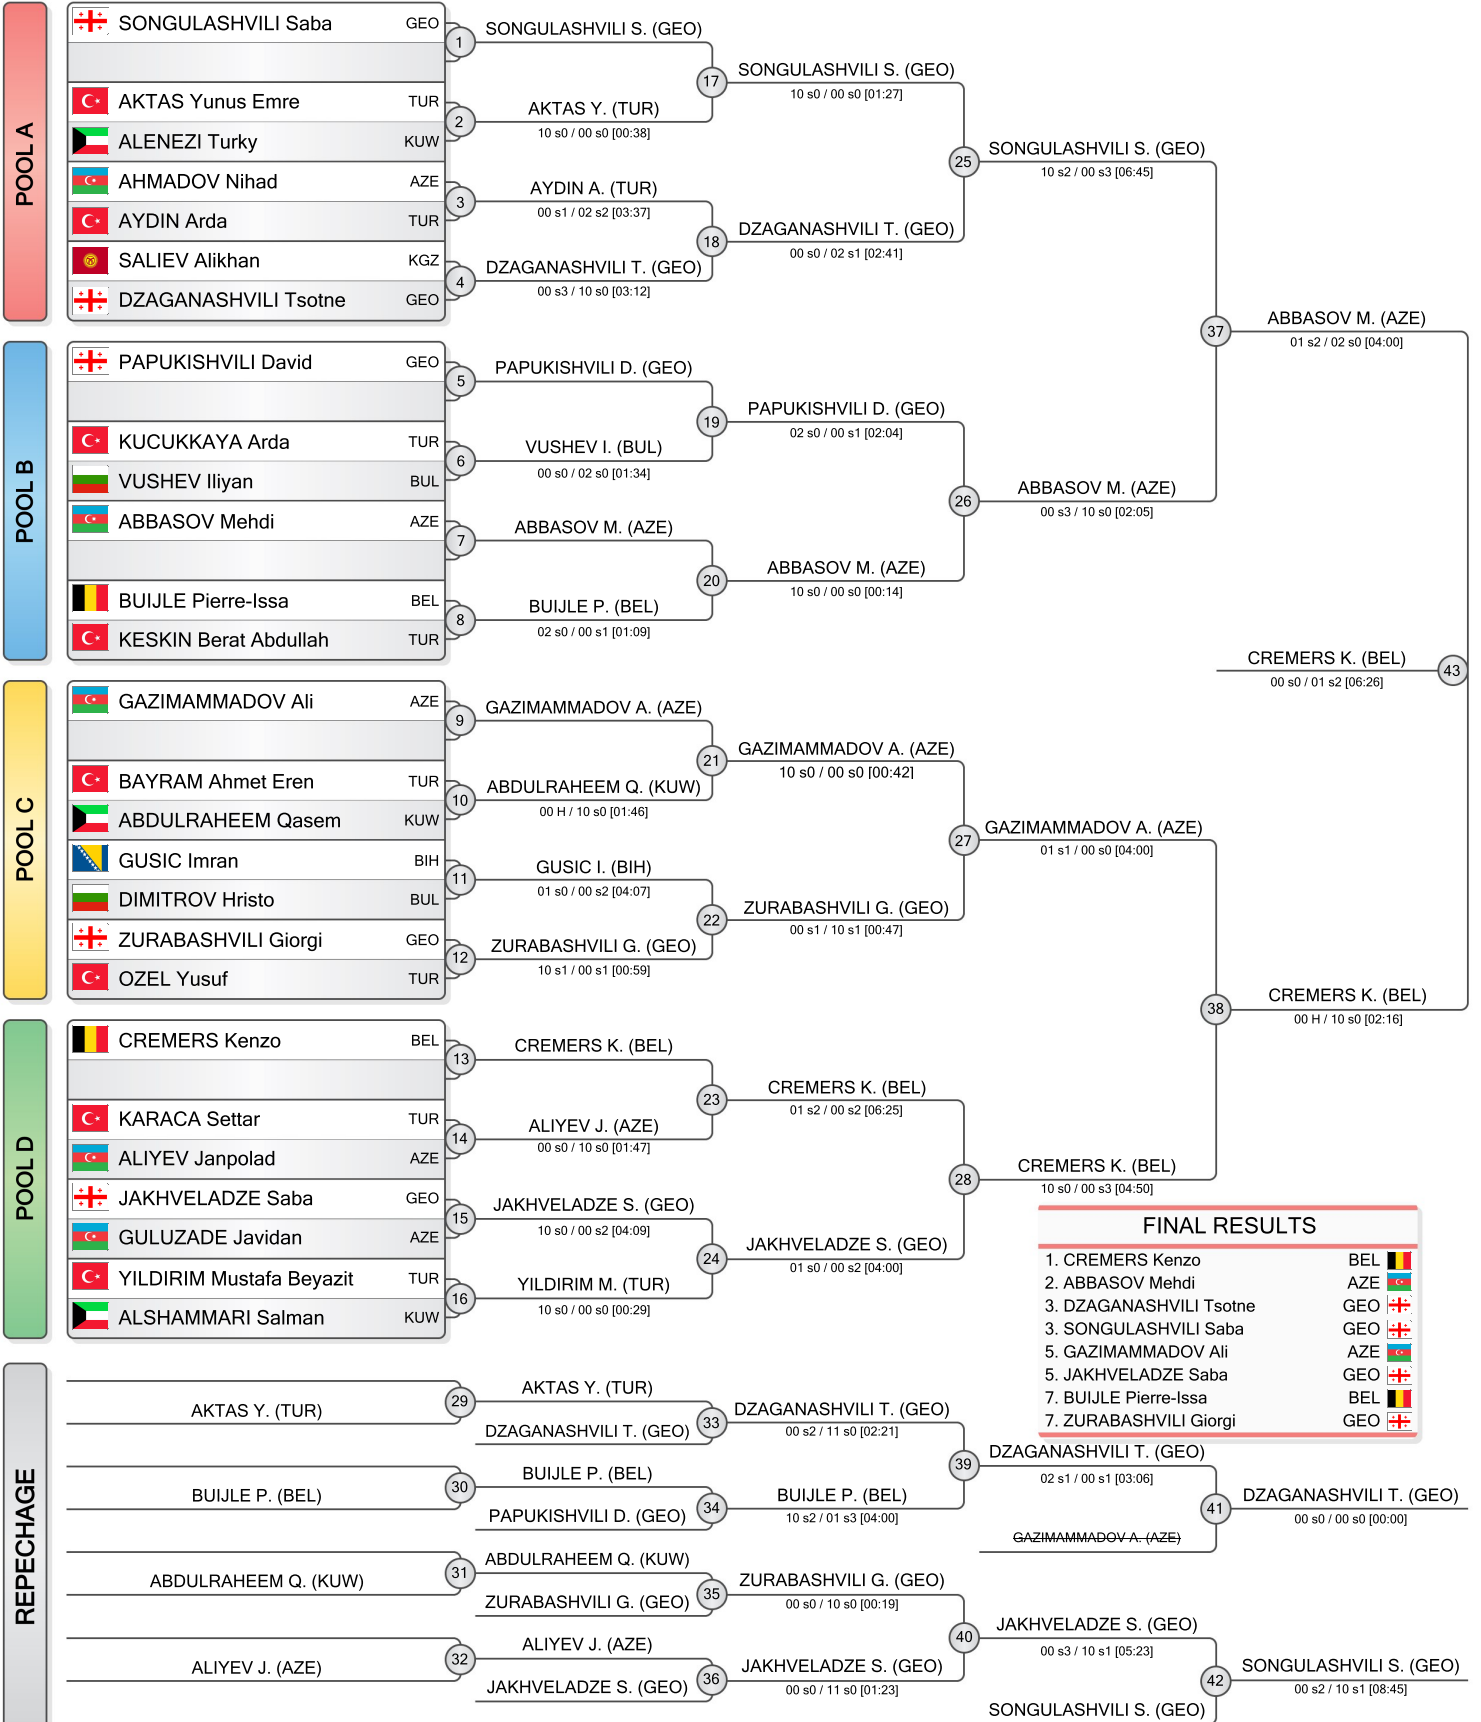 POOL A
SONGULASHVILI Saba GEO
AKTAS Yunus Emre TUR
ALENEZI Turky KUW
AHMADOV Nihad AZE
AYDIN Arda TUR
SALIEV Alikhan KGZ
DZAGANASHVILI Tsotne GEO
1
SONGULASHVILI S. (GEO)
2
AKTAS Y. (TUR)
10 s0 / 00 s0 [00:38]
3
AYDIN A. (TUR)
00 s1 / 02 s2 [03:37]
4
DZAGANASHVILI T. (GEO)
00 s3 / 10 s0 [03:12]
17
SONGULASHVILI S. (GEO)
10 s0 / 00 s0 [01:27]
18
DZAGANASHVILI T. (GEO)
00 s0 / 02 s1 [02:41]
25
SONGULASHVILI S. (GEO)
10 s2 / 00 s3 [06:45]
POOL B
PAPUKISHVILI David GEO
KUCUKKAYA Arda TUR
VUSHEV Iliyan BUL
ABBASOV Mehdi AZE
BUIJLE Pierre-Issa BEL
KESKIN Berat Abdullah TUR
5
PAPUKISHVILI D. (GEO)
6
VUSHEV I. (BUL)
00 s0 / 02 s0 [01:34]
7
ABBASOV M. (AZE)
8
BUIJLE P. (BEL)
02 s0 / 00 s1 [01:09]
19
PAPUKISHVILI D. (GEO)
02 s0 / 00 s1 [02:04]
20
ABBASOV M. (AZE)
10 s0 / 00 s0 [00:14]
26
ABBASOV M. (AZE)
00 s3 / 10 s0 [02:05]
37
ABBASOV M. (AZE)
01 s2 / 02 s0 [04:00]
POOL C
GAZIMAMMADOV Ali AZE
BAYRAM Ahmet Eren TUR
ABDULRAHEEM Qasem KUW
GUSIC Imran BIH
DIMITROV Hristo BUL
ZURABASHVILI Giorgi GEO
OZEL Yusuf TUR
9
GAZIMAMMADOV A. (AZE)
10
ABDULRAHEEM Q. (KUW)
00 H / 10 s0 [01:46]
11
GUSIC I. (BIH)
01 s0 / 00 s2 [04:07]
12
ZURABASHVILI G. (GEO)
10 s1 / 00 s1 [00:59]
21
GAZIMAMMADOV A. (AZE)
10 s0 / 00 s0 [00:42]
22
ZURABASHVILI G. (GEO)
00 s1 / 10 s1 [00:47]
27
GAZIMAMMADOV A. (AZE)
01 s1 / 00 s0 [04:00]
CREMERS K. (BEL)
00 s0 / 01 s2 [06:26]
43
POOL D
CREMERS Kenzo BEL
KARACA Settar TUR
ALIYEV Janpolad AZE
JAKHVELADZE Saba GEO
GULUZADE Javidan AZE
YILDIRIM Mustafa Beyazit TUR
ALSHAMMARI Salman KUW
13
CREMERS K. (BEL)
14
ALIYEV J. (AZE)
00 s0 / 10 s0 [01:47]
15
JAKHVELADZE S. (GEO)
10 s0 / 00 s2 [04:09]
16
YILDIRIM M. (TUR)
10 s0 / 00 s0 [00:29]
23
CREMERS K. (BEL)
01 s2 / 00 s2 [06:25]
24
JAKHVELADZE S. (GEO)
01 s0 / 00 s2 [04:00]
28
CREMERS K. (BEL)
10 s0 / 00 s3 [04:50]
38
CREMERS K. (BEL)
00 H / 10 s0 [02:16]
FINAL RESULTS
1. CREMERS Kenzo BEL
2. ABBASOV Mehdi AZE
3. DZAGANASHVILI Tsotne GEO
3. SONGULASHVILI Saba GEO
5. GAZIMAMMADOV Ali AZE
5. JAKHVELADZE Saba GEO
7. BUIJLE Pierre-Issa BEL
7. ZURABASHVILI Giorgi GEO
REPECHAGE
AKTAS Y. (TUR)
29
AKTAS Y. (TUR)
DZAGANASHVILI T. (GEO)
33
DZAGANASHVILI T. (GEO)
00 s2 / 11 s0 [02:21]
BUIJLE P. (BEL)
30
BUIJLE P. (BEL)
PAPUKISHVILI D. (GEO)
34
BUIJLE P. (BEL)
10 s2 / 01 s3 [04:00]
39
DZAGANASHVILI T. (GEO)
02 s1 / 00 s1 [03:06]
GAZIMAMMADOV A. (AZE)
41
DZAGANASHVILI T. (GEO)
00 s0 / 00 s0 [00:00]
ABDULRAHEEM Q. (KUW)
31
ABDULRAHEEM Q. (KUW)
ZURABASHVILI G. (GEO)
35
ZURABASHVILI G. (GEO)
00 s0 / 10 s0 [00:19]
ALIYEV J. (AZE)
32
ALIYEV J. (AZE)
JAKHVELADZE S. (GEO)
36
JAKHVELADZE S. (GEO)
00 s0 / 11 s0 [01:23]
40
JAKHVELADZE S. (GEO)
00 s3 / 10 s1 [05:23]
SONGULASHVILI S. (GEO)
42
SONGULASHVILI S. (GEO)
00 s2 / 10 s1 [08:45]